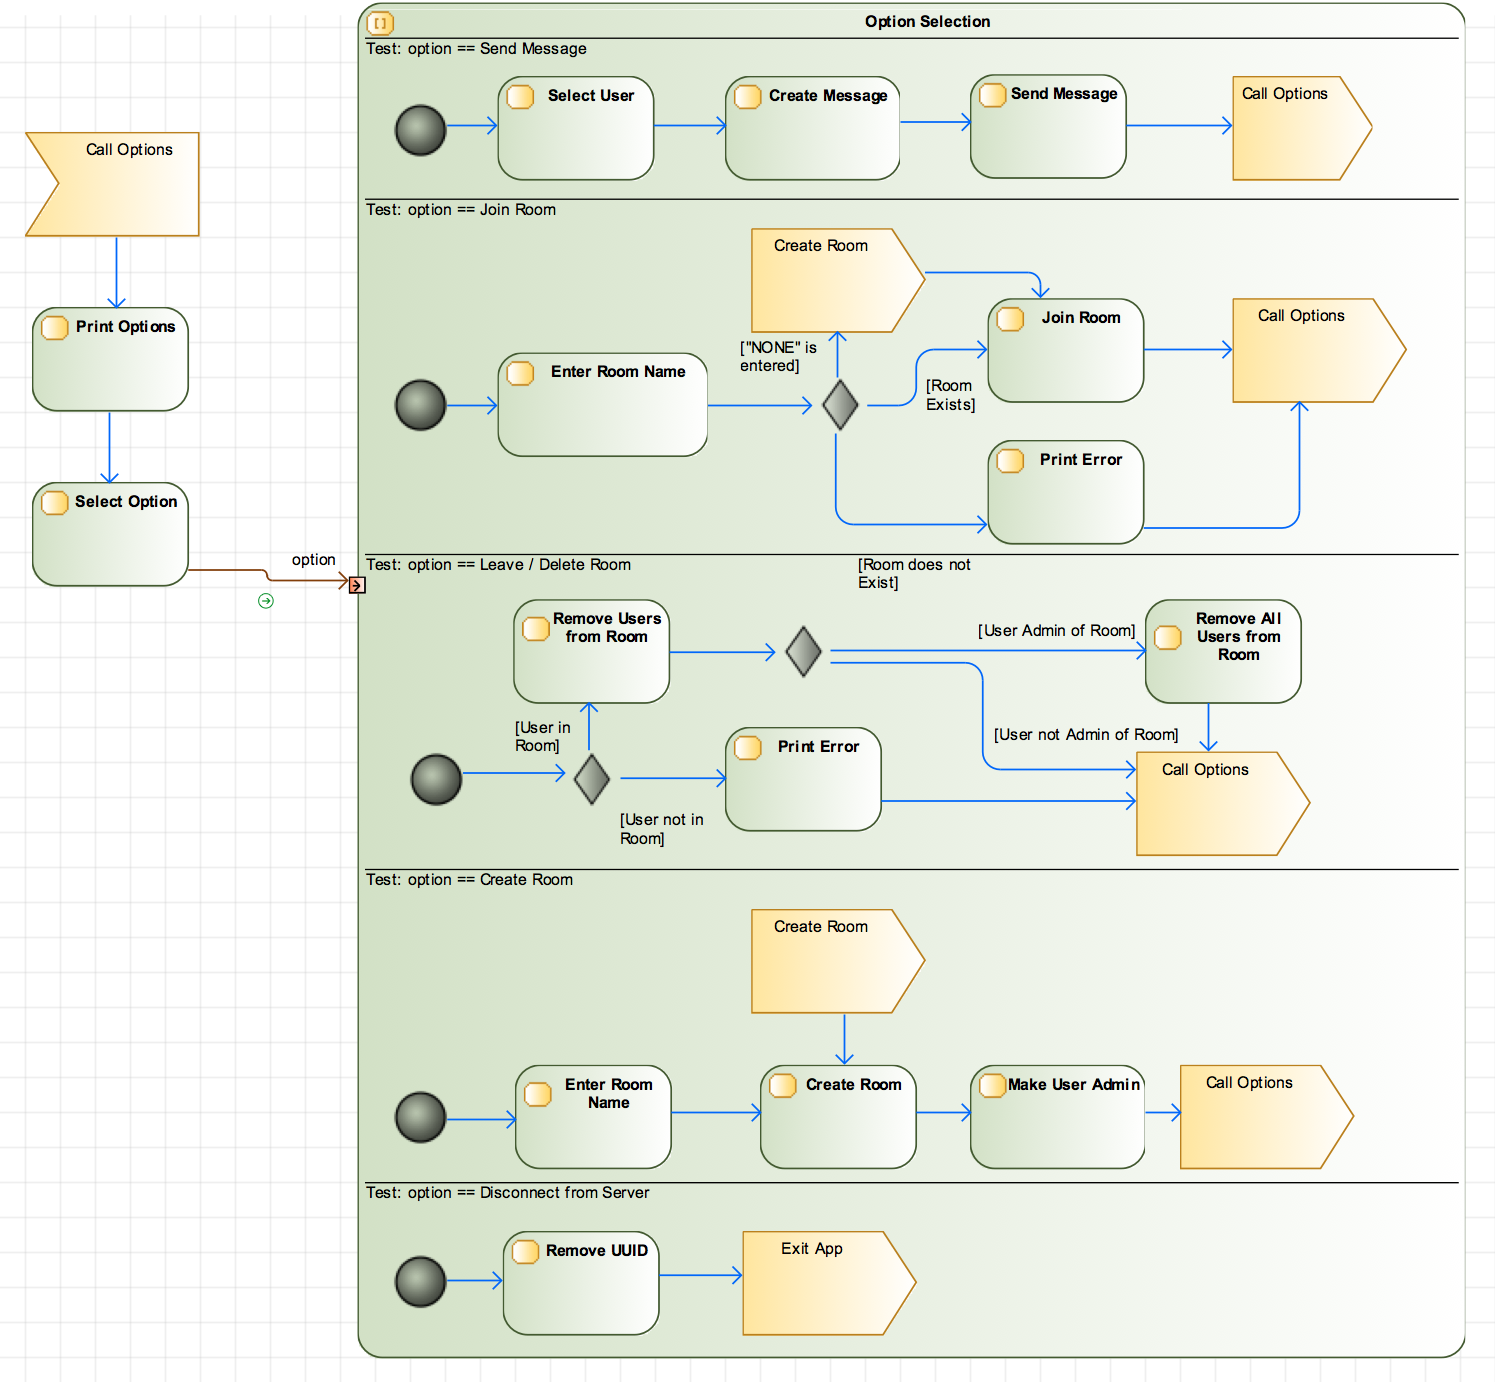 Option Selection
Test: option == Send Message
Select User
Create Message
Send Message
Call Options
Call Options
Print Options
Select Option
option
Test: option == Join Room
Create Room
["NONE" is
entered]
Enter Room Name
[Room
Exists]
Join Room
Call Options
Print Error
Test: option == Leave / Delete Room
[Room does not
Exist]
Remove Users
from Room
[User Admin of Room]
Remove All
Users from
Room
[User in
Room]
Print Error
[User not Admin of Room]
Call Options
[User not in
Room]
Test: option == Create Room
Create Room
Enter Room
Name
Create Room
Make User Admin
Call Options
Test: option == Disconnect from Server
Remove UUID
Exit App